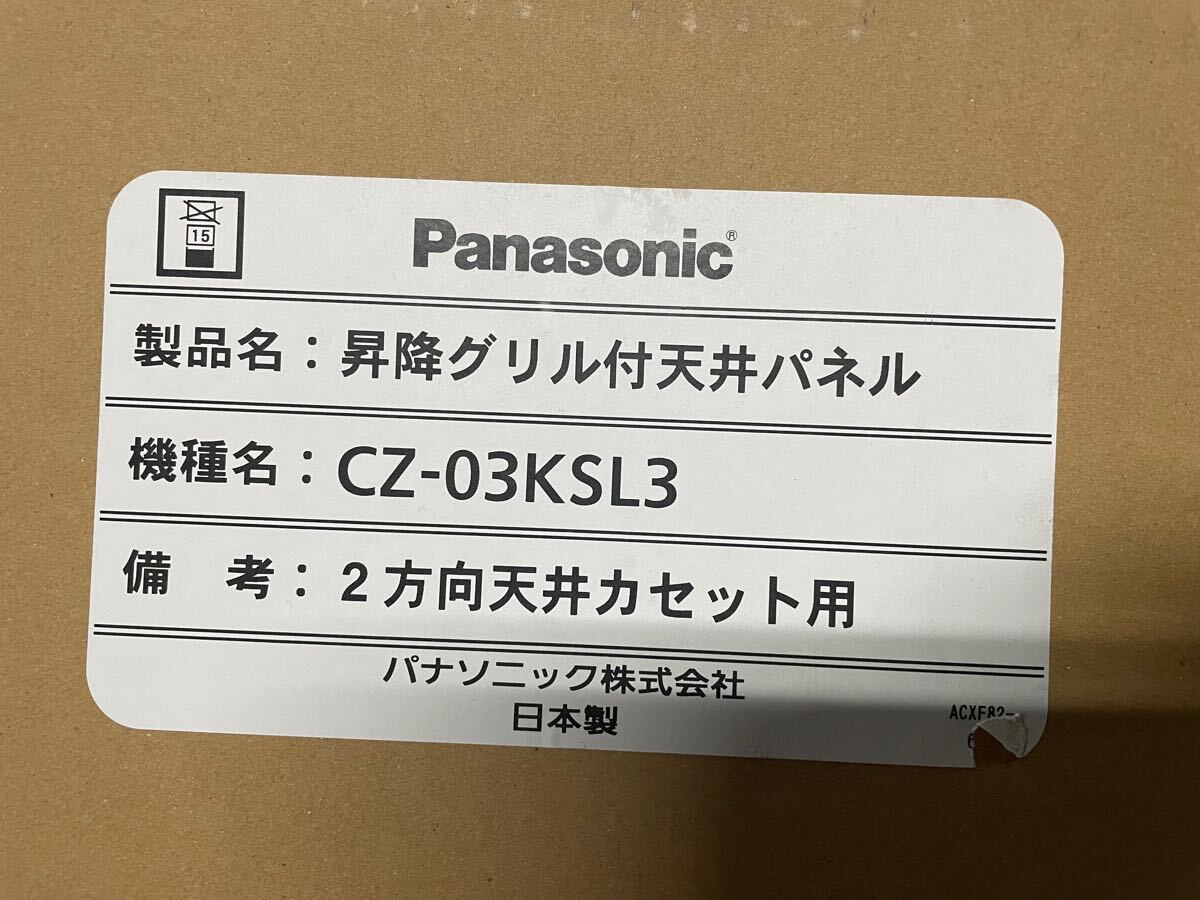 15
Panasonic®
製品名：昇降グリル付天井パネル
機種名：CZ-03KSL3
備　考：２方向天井カセット用
パナソニック株式会社
日本製
ACXF82-